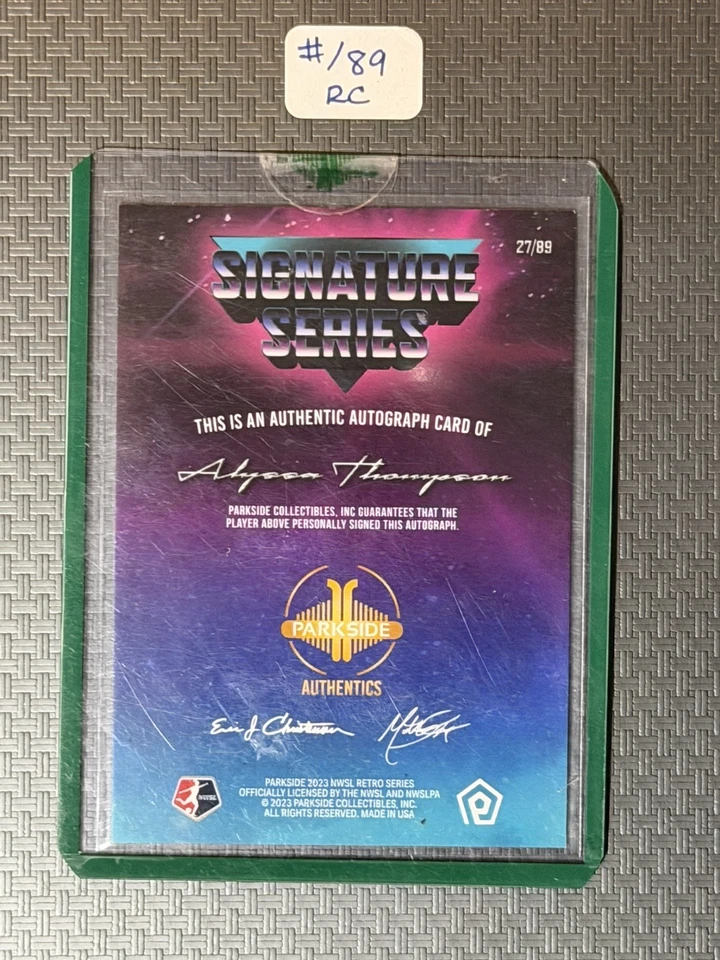 #/89
RC
27/89
SIGNATURE
SERIES
THIS IS AN AUTHENTIC AUTOGRAPH CARD OF
Alyssa Thompson
PARKSIDE COLLECTIBLES, INC GUARANTEES THAT THE
PLAYER ABOVE PERSONALLY SIGNED THIS AUTOGRAPH.
PARKSIDE
AUTHENTICS
PARKSIDE 2023 NWSL RETRO SERIES
OFFICIALLY LICENSED BY THE NWSL AND NWSLPA
© 2023 PARKSIDE COLLECTIBLES, INC.
ALL RIGHTS RESERVED. MADE IN USA
NWSL